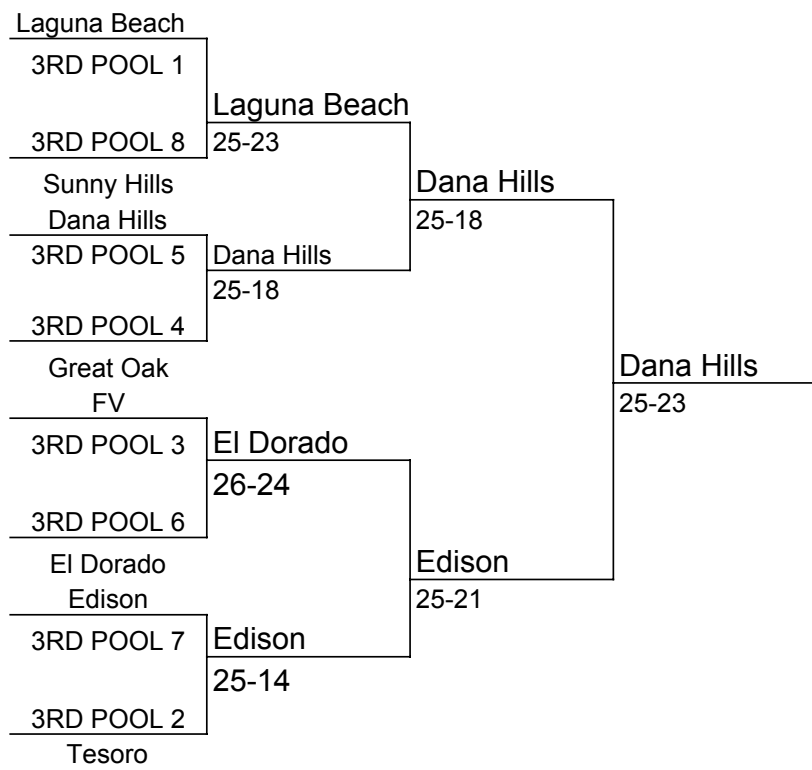 Laguna Beach
3RD POOL 1
Laguna Beach
3RD POOL 8
25-23
Sunny Hills
Dana Hills
Dana Hills
25-18
3RD POOL 5
Dana Hills
25-18
3RD POOL 4
Great Oak
Dana Hills
FV
25-23
3RD POOL 3
El Dorado
26-24
3RD POOL 6
El Dorado
Edison
Edison
25-21
3RD POOL 7
Edison
25-14
3RD POOL 2
Tesoro